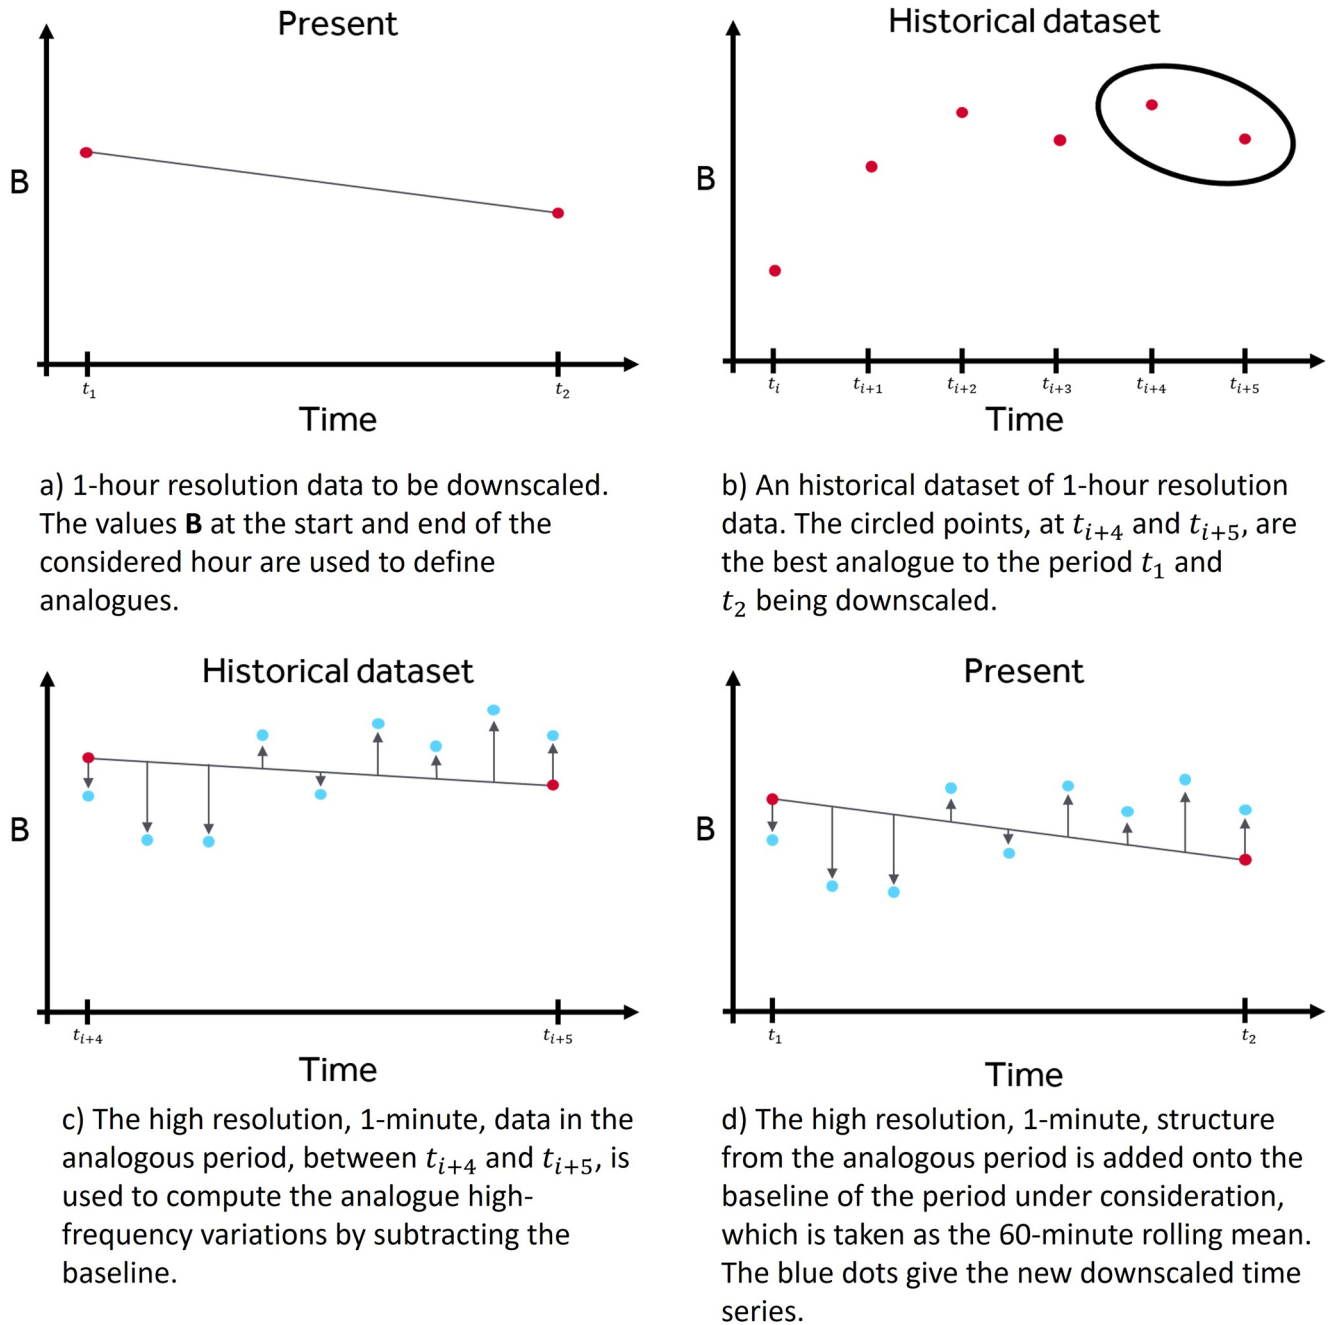 Present
B
t1
t2
Time
a) 1-hour resolution data to be downscaled.
The values B at the start and end of the
considered hour are used to define
analogues.
Historical dataset
B
ti
ti+1
ti+2
ti+3
ti+4
ti+5
Time
b) An historical dataset of 1-hour resolution
data. The circled points, at ti+4 and ti+5, are
the best analogue to the period t1 and
t2 being downscaled.
Historical dataset
B
ti+4
ti+5
Time
c) The high resolution, 1-minute, data in the
analogous period, between ti+4 and ti+5, is
used to compute the analogue high-
frequency variations by subtracting the
baseline.
Present
B
t1
t2
Time
d) The high resolution, 1-minute, structure
from the analogous period is added onto the
baseline of the period under consideration,
which is taken as the 60-minute rolling mean.
The blue dots give the new downscaled time
series.